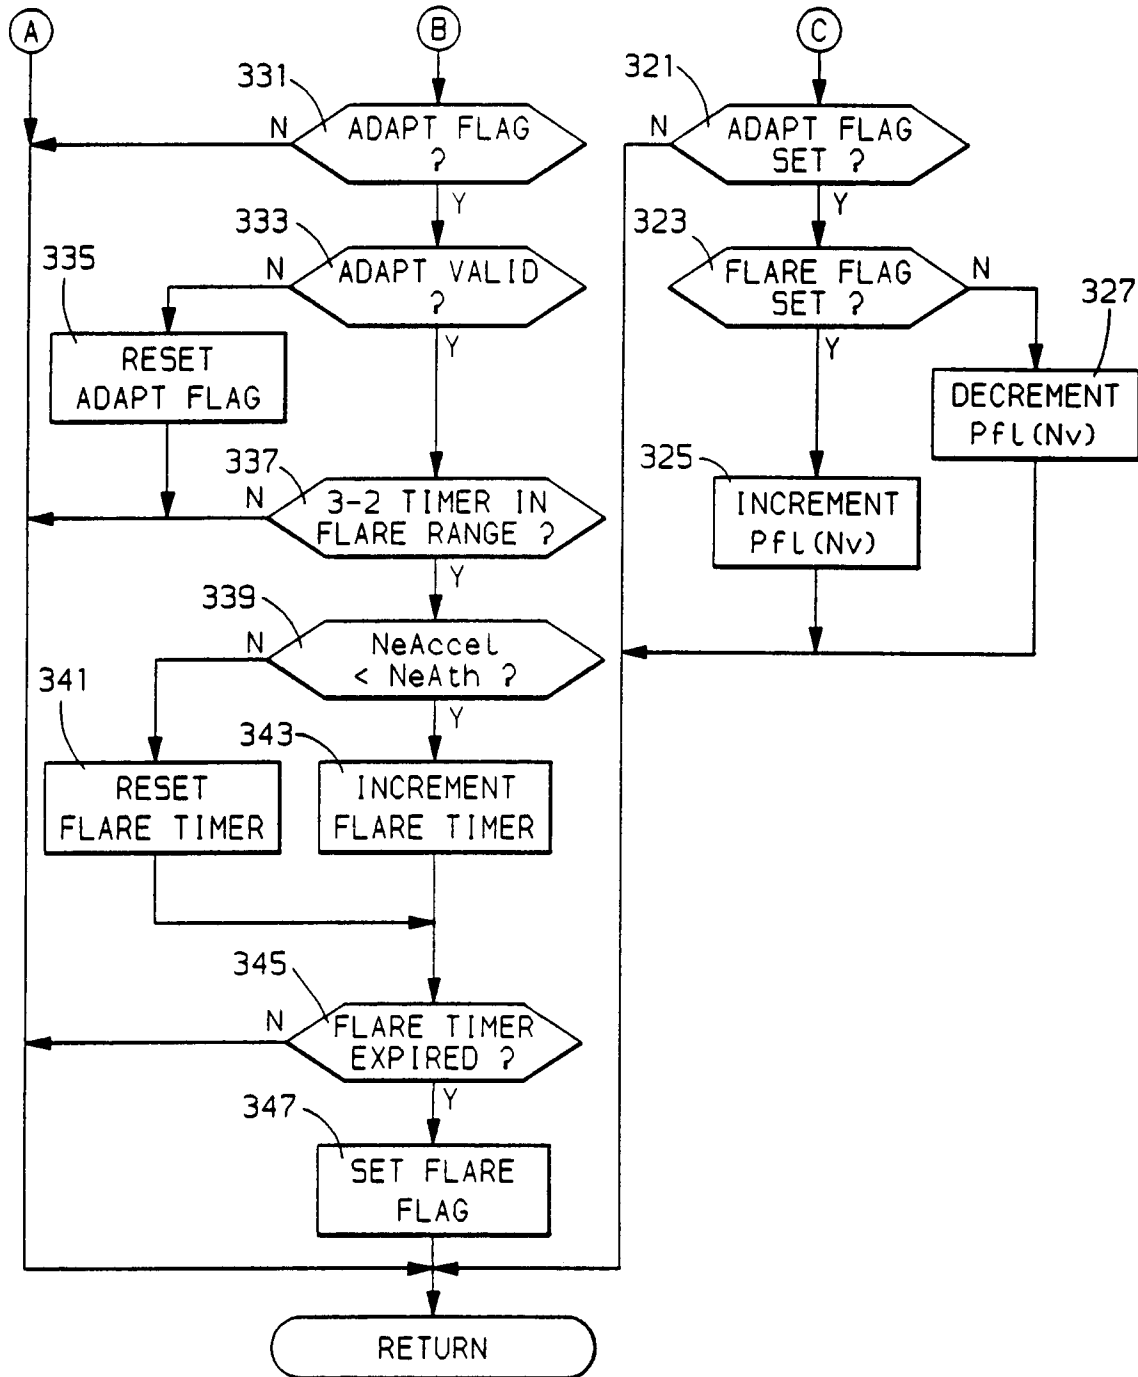 A
B
C
331
ADAPT FLAG
?
N
Y
321
ADAPT FLAG
SET ?
N
Y
333
ADAPT VALID
?
N
Y
323
FLARE FLAG
SET ?
N
Y
335
RESET
ADAPT FLAG
327
DECREMENT
Pfl(Nv)
337
3-2 TIMER IN
FLARE RANGE ?
N
Y
325
INCREMENT
Pfl(Nv)
339
NeAccel
< NeAth ?
N
Y
341
RESET
FLARE TIMER
343
INCREMENT
FLARE TIMER
345
FLARE TIMER
EXPIRED ?
N
Y
347
SET FLARE
FLAG
RETURN